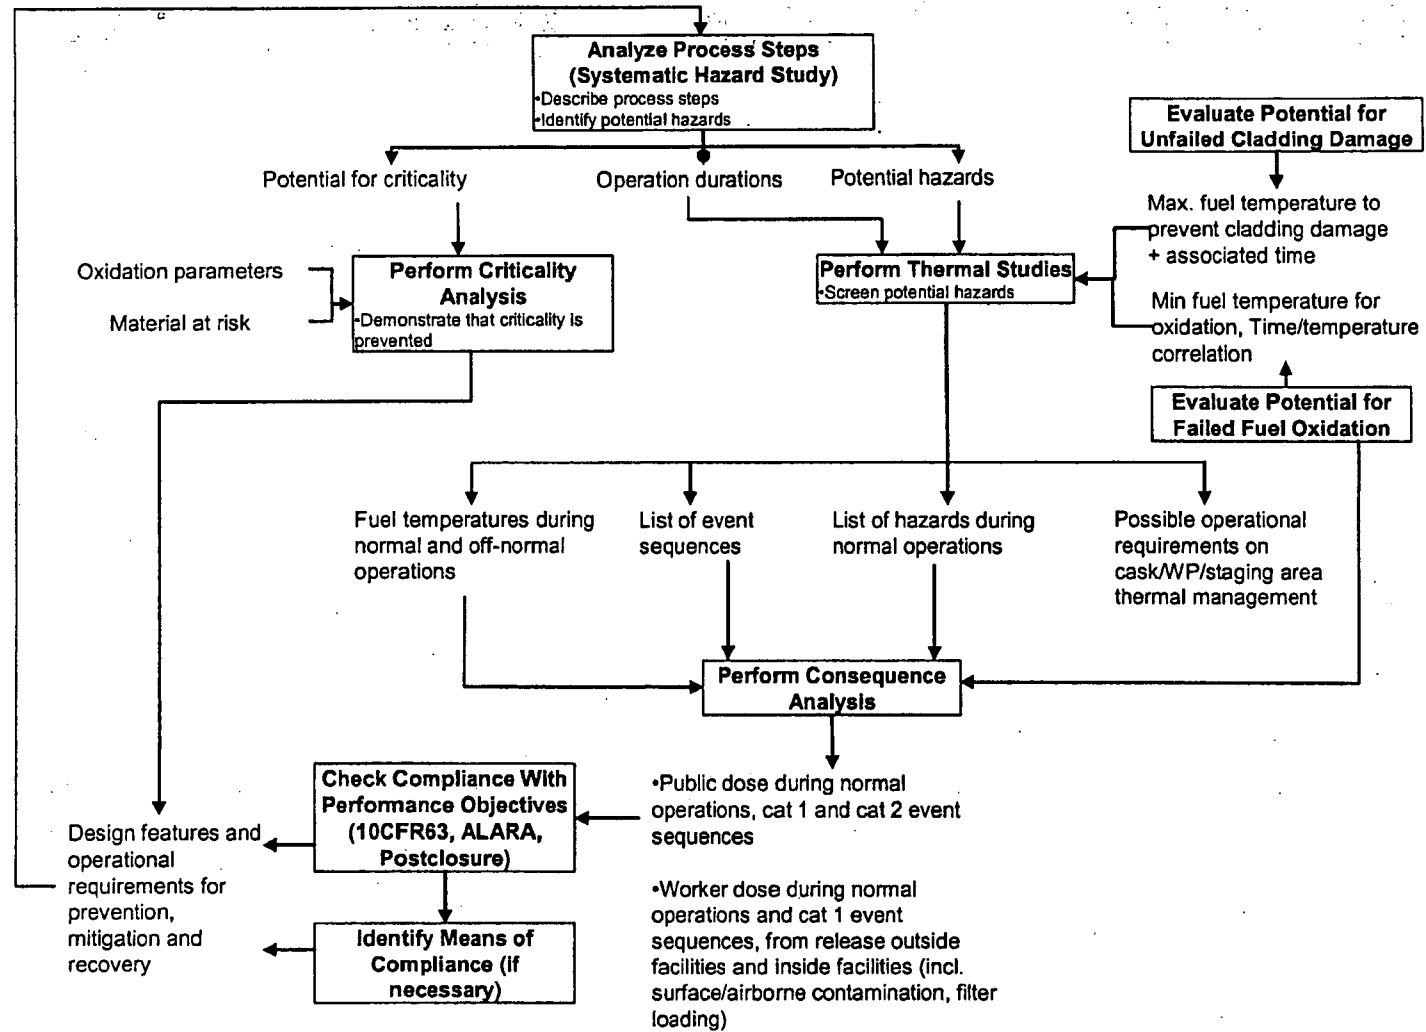 Analyze Process Steps
(Systematic Hazard Study)
•Describe process steps
•Identify potential hazards
Evaluate Potential for
Unfailed Cladding Damage
Potential for criticality
Operation durations
Potential hazards
Max. fuel temperature to
prevent cladding damage
+ associated time
Oxidation parameters
Material at risk
Perform Criticality
Analysis
•Demonstrate that criticality is
prevented
Perform Thermal Studies
•Screen potential hazards
Min fuel temperature for
oxidation, Time/temperature
correlation
Evaluate Potential for
Failed Fuel Oxidation
Fuel temperatures during
normal and off-normal
operations
List of event
sequences
List of hazards during
normal operations
Possible operational
requirements on
cask/WP/staging area
thermal management
Perform Consequence
Analysis
Check Compliance With
Performance Objectives
(10CFR63, ALARA,
Postclosure)
•Public dose during normal
operations, cat 1 and cat 2 event
sequences
Design features and
operational
requirements for
prevention,
mitigation and
recovery
Identify Means of
Compliance (if
necessary)
•Worker dose during normal
operations and cat 1 event
sequences, from release outside
facilities and inside facilities (incl.
surface/airborne contamination, filter
loading)